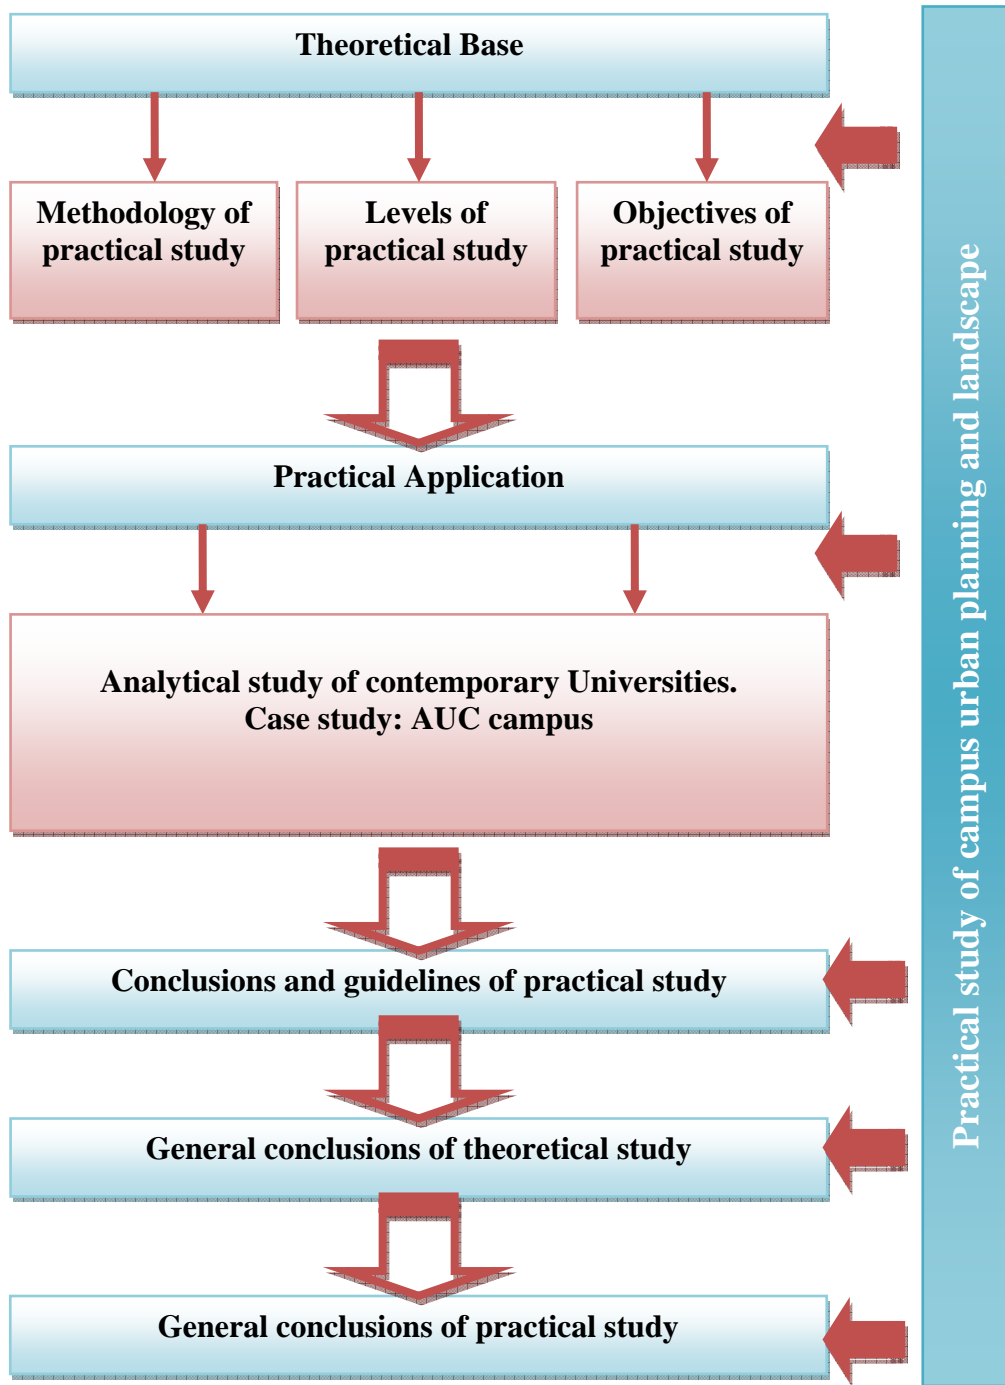 Theoretical Base
Methodology of
practical study
Levels of
practical study
Objectives of
practical study
Practical Application
Analytical study of contemporary Universities.
Case study: AUC campus
Conclusions and guidelines of practical study
General conclusions of theoretical study
General conclusions of practical study
Practical study of campus urban planning and landscape